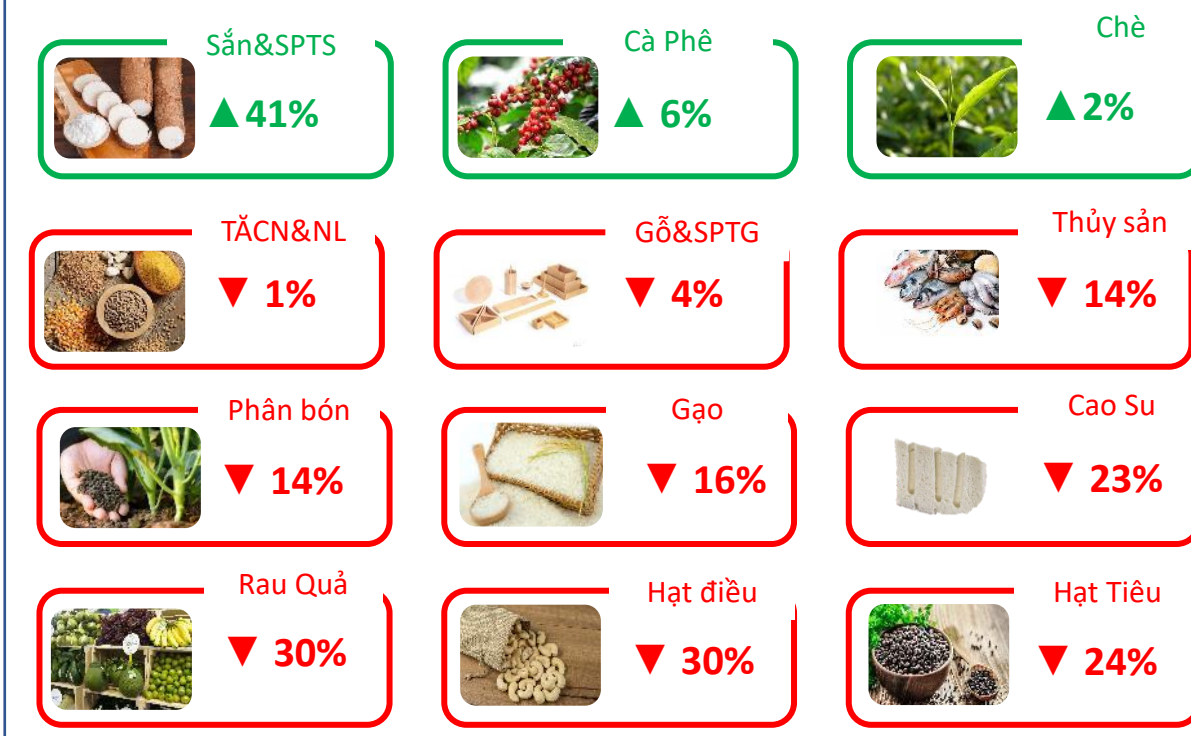 Sắn&SPTS
▲41%
Cà Phê
▲ 6%
Chè
▲2%
TĂCN&NL
▼ 1%
Gỗ&SPTG
▼ 4%
Thủy sản
▼ 14%
Phân bón
▼ 14%
Gạo
▼ 16%
Cao Su
▼ 23%
Rau Quả
▼ 30%
Hạt điều
▼ 30%
Hạt Tiêu
▼ 24%